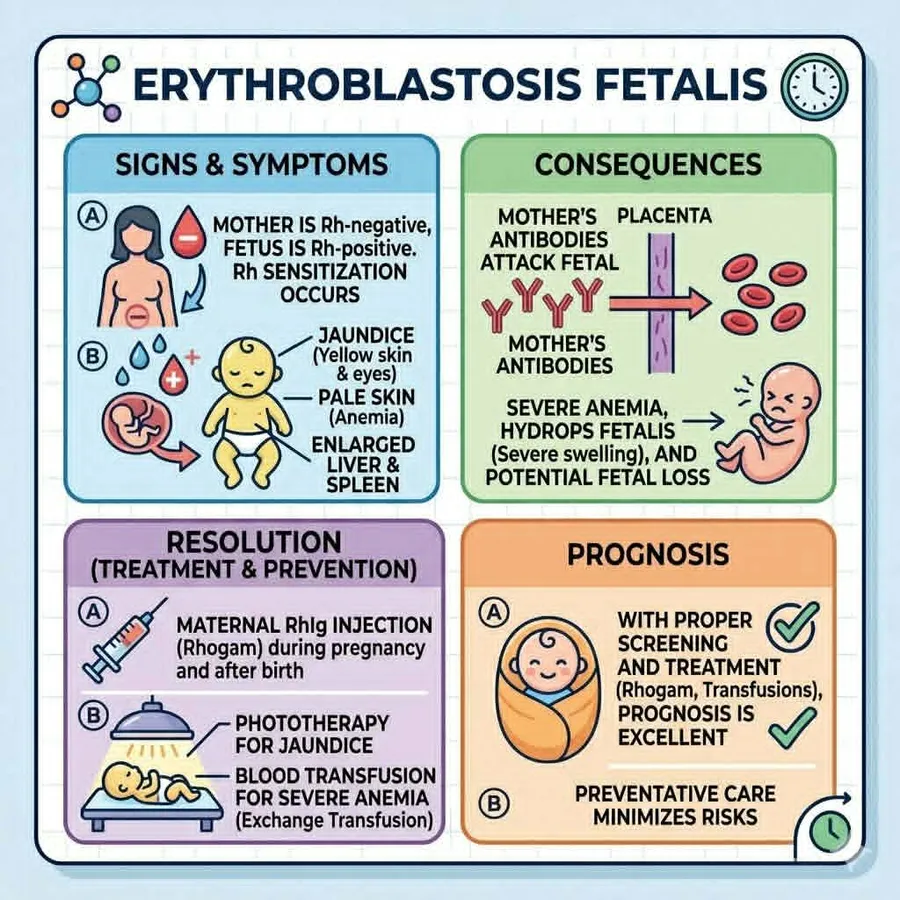 ERYTHROBLASTOSIS FETALIS
SIGNS & SYMPTOMS
A
MOTHER IS Rh-negative,
FETUS IS Rh-positive.
Rh SENSITIZATION
OCCURS
B
JAUNDICE
(Yellow skin
& eyes)
PALE SKIN
(Anemia)
ENLARGED
LIVER &
SPLEEN
CONSEQUENCES
MOTHER'S
ANTIBODIES
ATTACK FETAL
PLACENTA
MOTHER'S
ANTIBODIES
SEVERE ANEMIA,
HYDROPS FETALIS
(Severe swelling), AND
POTENTIAL FETAL LOSS
RESOLUTION
(TREATMENT & PREVENTION)
A
MATERNAL RhIg INJECTION
(Rhogam) during pregnancy
and after birth
B
PHOTOTHERAPY
FOR JAUNDICE
BLOOD TRANSFUSION
FOR SEVERE ANEMIA
(Exchange Transfusion)
PROGNOSIS
A
WITH PROPER
SCREENING
AND TREATMENT
(Rhogam, Transfusions),
PROGNOSIS IS
EXCELLENT
B
PREVENTATIVE CARE
MINIMIZES RISKS